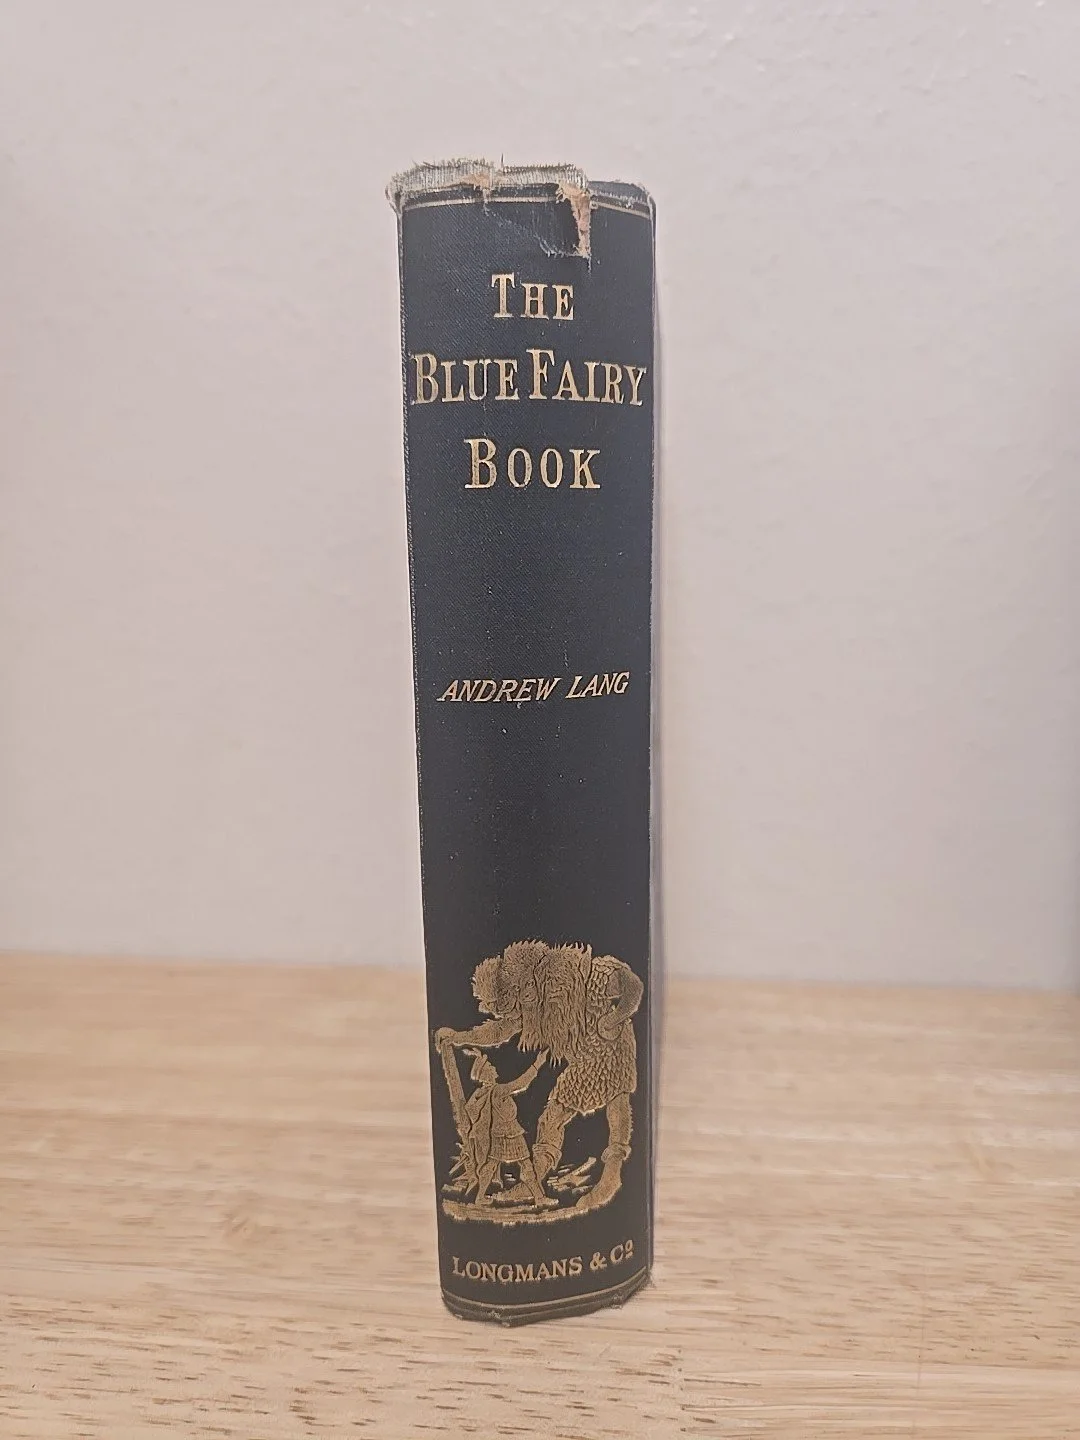 THE
BLUE FAIRY
BOOK
ANDREW LANG
LONGMANS & Cº